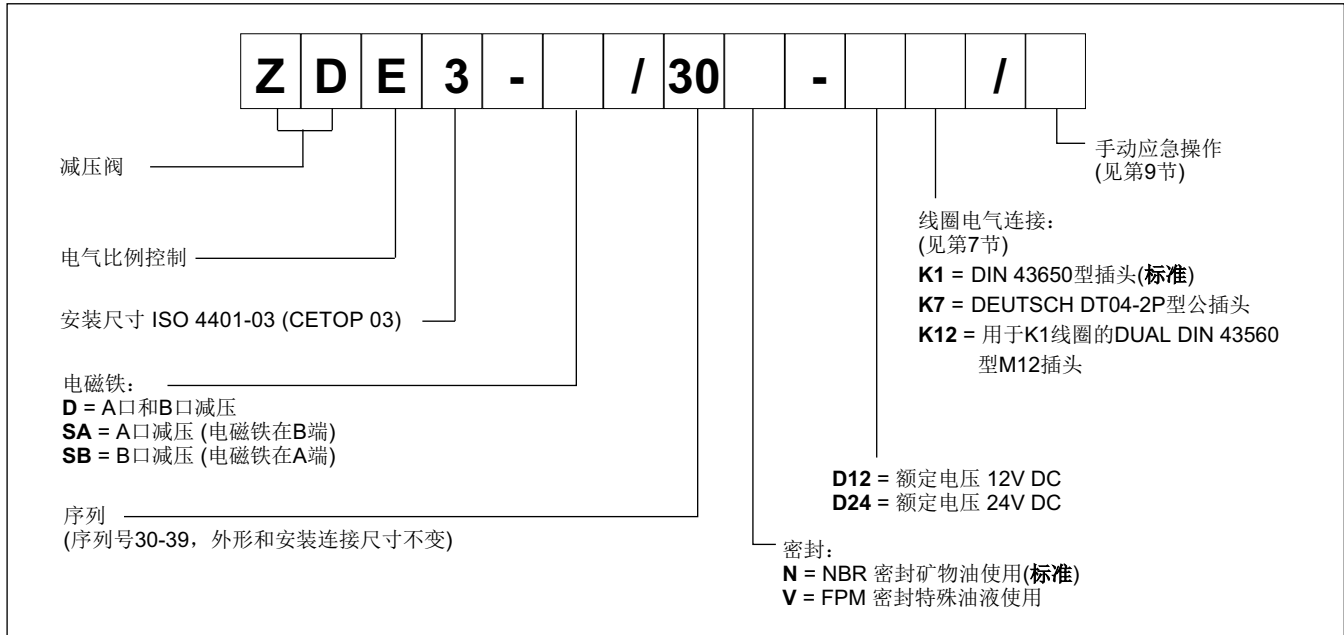 Z D E 3 - / 30 - /
减压阀
电气比例控制
安装尺寸 ISO 4401-03 (CETOP 03)
电磁铁：
D = A口和B口减压
SA = A口减压 (电磁铁在B端)
SB = B口减压 (电磁铁在A端)
序列
(序列号30-39，外形和安装连接尺寸不变)
手动应急操作
(见第9节)
线圈电气连接：
(见第7节)
K1 = DIN 43650型插头(标准)
K7 = DEUTSCH DT04-2P型公插头
K12 = 用于K1线圈的DUAL DIN 43560
型M12插头
D12 = 额定电压 12V DC
D24 = 额定电压 24V DC
密封：
N = NBR 密封矿物油使用(标准)
V = FPM 密封特殊油液使用